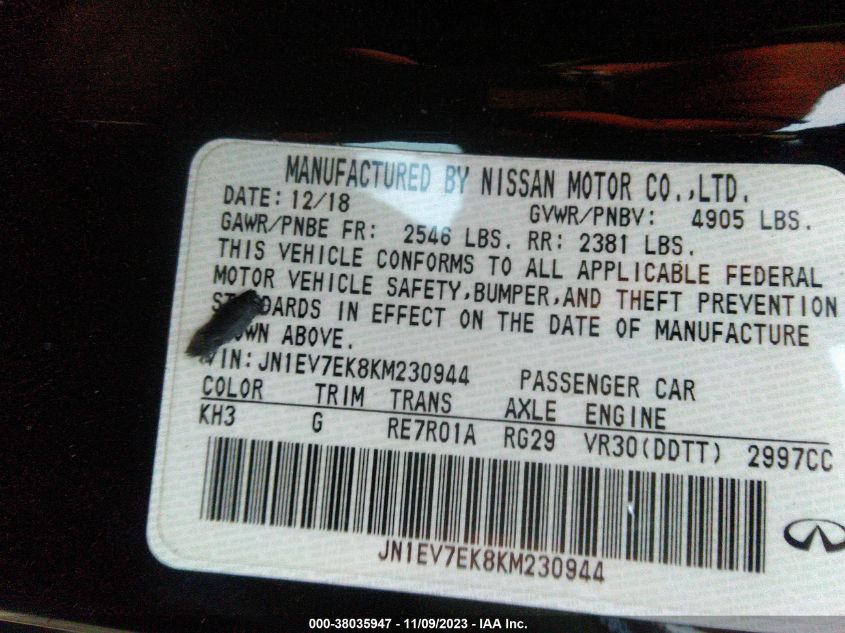 MANUFACTURED BY NISSAN MOTOR CO.,LTD.
DATE: 12/18 GVWR/PNBV: 4905 LBS.
GAWR/PNBE FR: 2546 LBS. RR: 2381 LBS.
THIS VEHICLE CONFORMS TO ALL APPLICABLE FEDERAL
MOTOR VEHICLE SAFETY,BUMPER,AND THEFT PREVENTION
STANDARDS IN EFFECT ON THE DATE OF MANUFACTURE
SHOWN ABOVE.
VIN: JN1EV7EK8KM230944 PASSENGER CAR
COLOR TRIM TRANS AXLE ENGINE
KH3 G RE7R01A RG29 VR30(DDTT) 2997CC
JN1EV7EK8KM230944
000-38035947 - 11/09/2023 - IAA Inc.